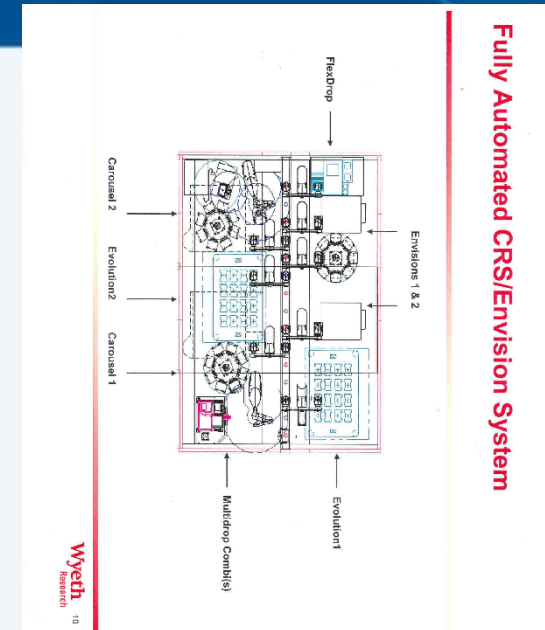 Fully Automated CRS/Envision System
FlexDrop
Envisions 1 & 2
Evolution1
Carousel 2
Evolution2
Carousel 1
Multidrop Combi(s)
Wyeth
Research
10